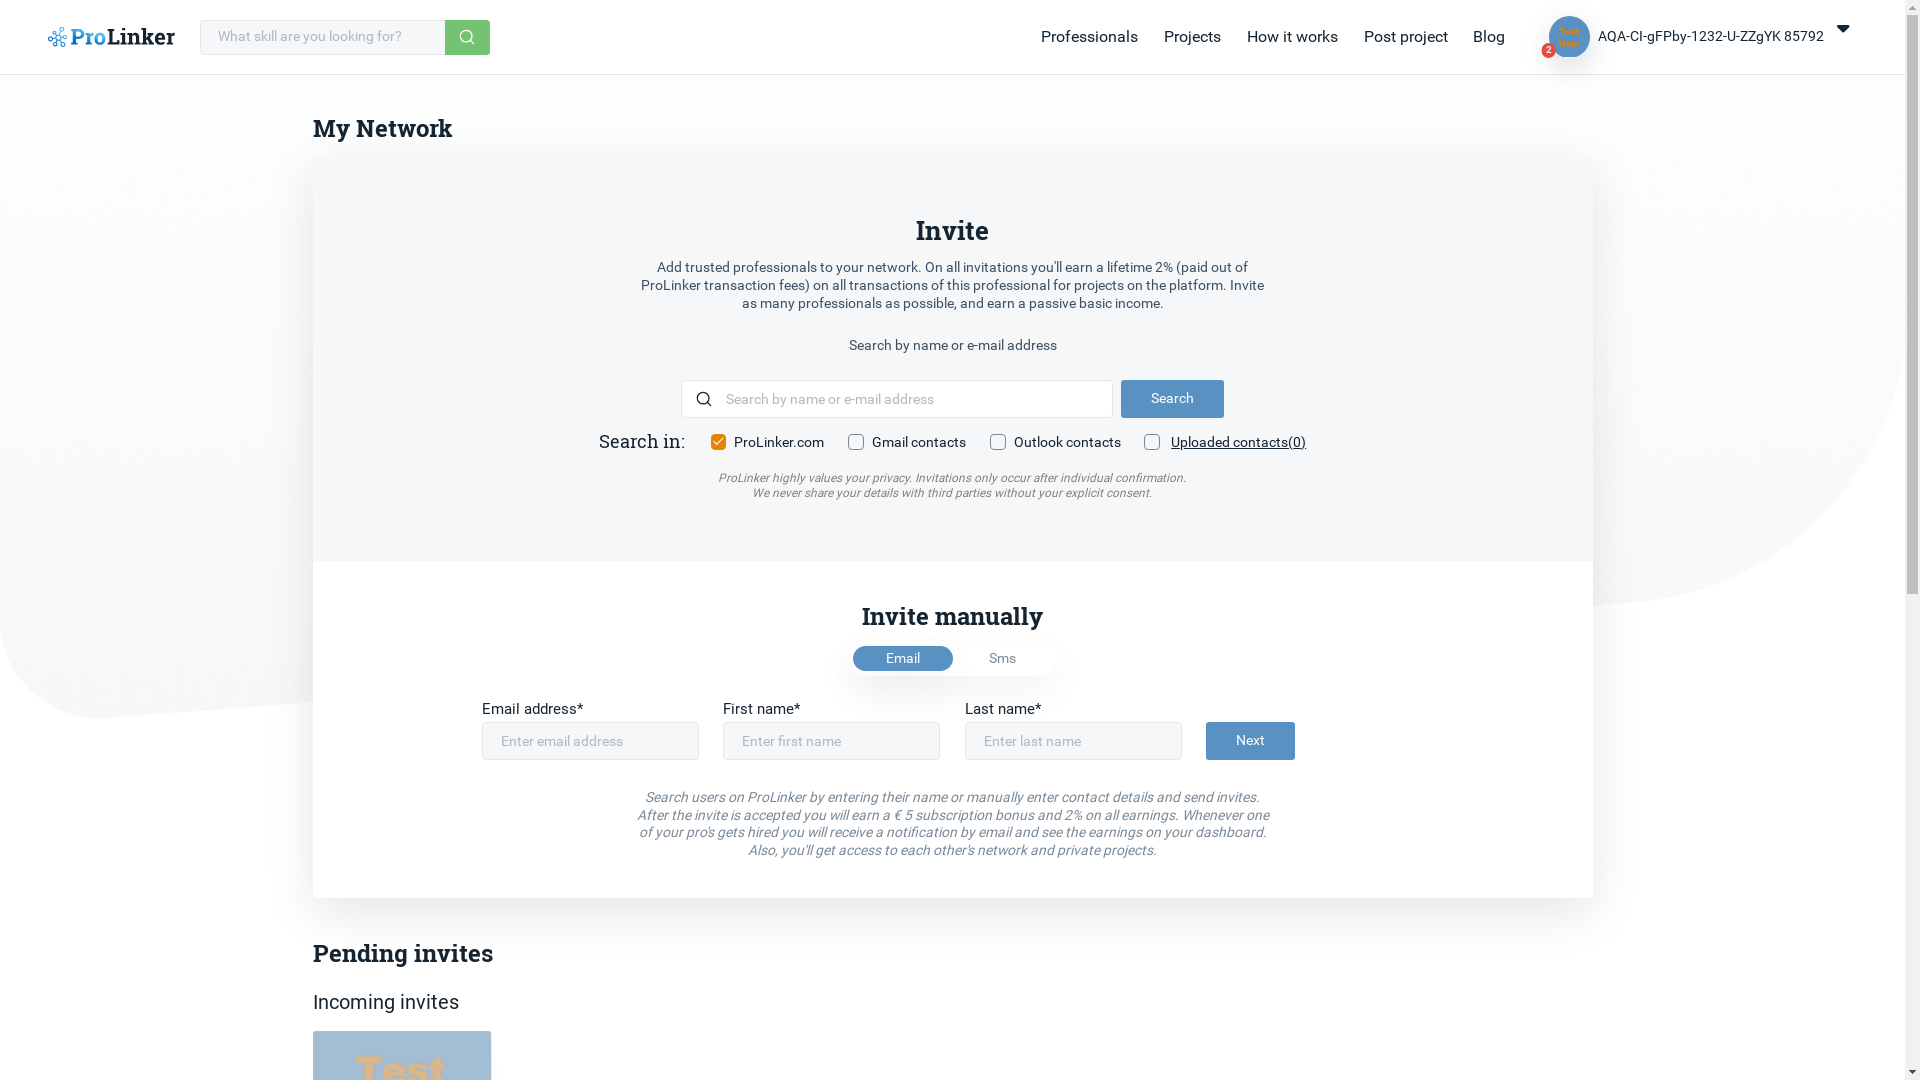 ProLinker
What skill are you looking for?
Professionals
Projects
How it works
Post project
Blog
Test
User
2
AQA-CI-gFPby-1232-U-ZZgYK 85792
My Network
Invite
Add trusted professionals to your network. On all invitations you'll earn a lifetime 2% (paid out of
ProLinker transaction fees) on all transactions of this professional for projects on the platform. Invite
as many professionals as possible, and earn a passive basic income.
Search by name or e-mail address
Search by name or e-mail address
Search
Search in:
ProLinker.com
Gmail contacts
Outlook contacts
Uploaded contacts(0)
ProLinker highly values your privacy. Invitations only occur after individual confirmation.
We never share your details with third parties without your explicit consent.
Invite manually
Email
Sms
Email address*
First name*
Last name*
Enter email address
Enter first name
Enter last name
Next
Search users on ProLinker by entering their name or manually enter contact details and send invites.
After the invite is accepted you will earn a € 5 subscription bonus and 2% on all earnings. Whenever one
of your pro's gets hired you will receive a notification by email and see the earnings on your dashboard.
Also, you'll get access to each other's network and private projects.
Pending invites
Incoming invites
Test